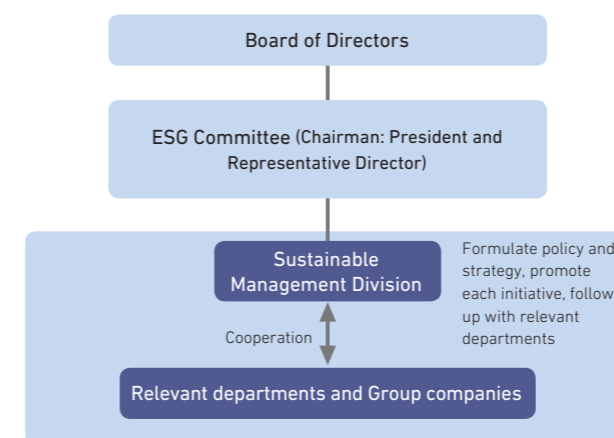 Board of Directors
ESG Committee (Chairman: President and
Representative Director)
Sustainable
Management Division
Formulate policy and
strategy, promote
each initiative, follow
up with relevant
departments
Cooperation
Relevant departments and Group companies